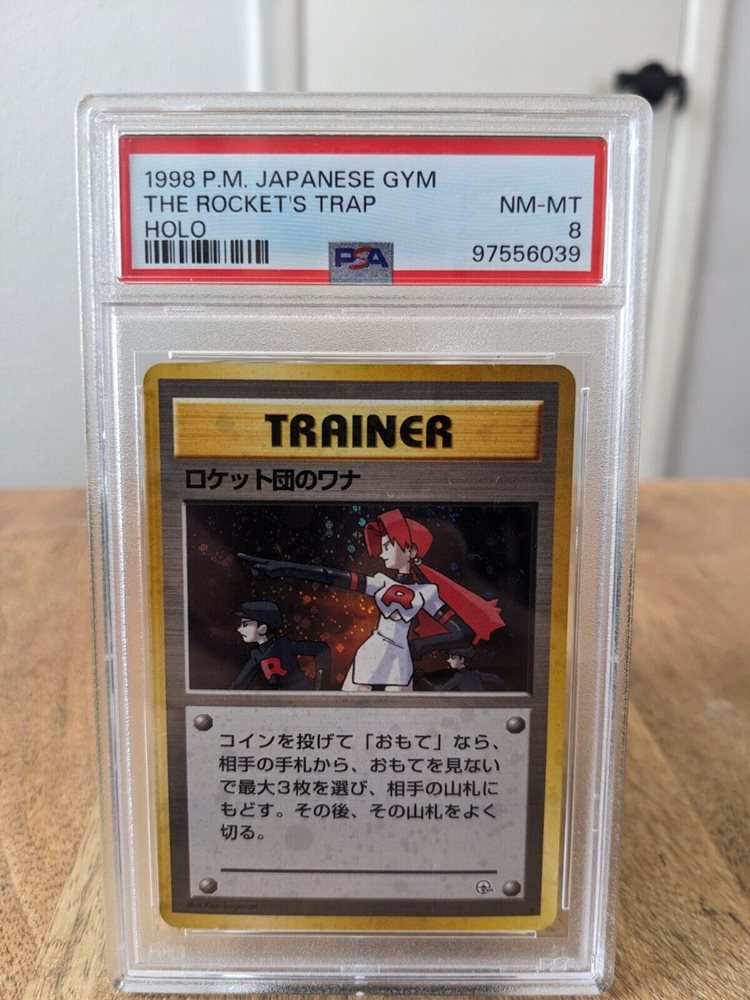 1998 P.M. JAPANESE GYM
THE ROCKET'S TRAP
NM-MT
HOLO
8
PSA
97556039
TRAINER
ロケット団のワナ
R
R
コインを投げて「おもて」なら、
相手の手札から、おもてを見ない
で最大3枚を選び、相手の山札に
もどす。その後、その山札をよく
切る。
Illus. Ken Sugimori